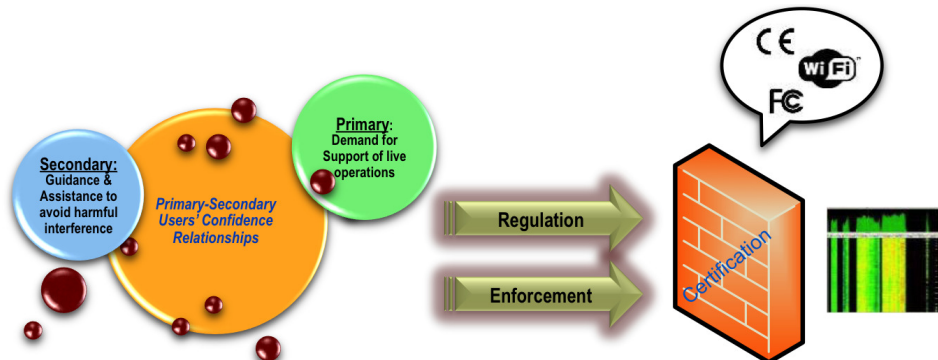 Secondary:
Guidance &
Assistance to
avoid harmful
interference
Primary-Secondary
Users' Confidence
Relationships
Primary:
Demand for
Support of live
operations
Regulation
Enforcement
Certification
CE
WiFi
FC